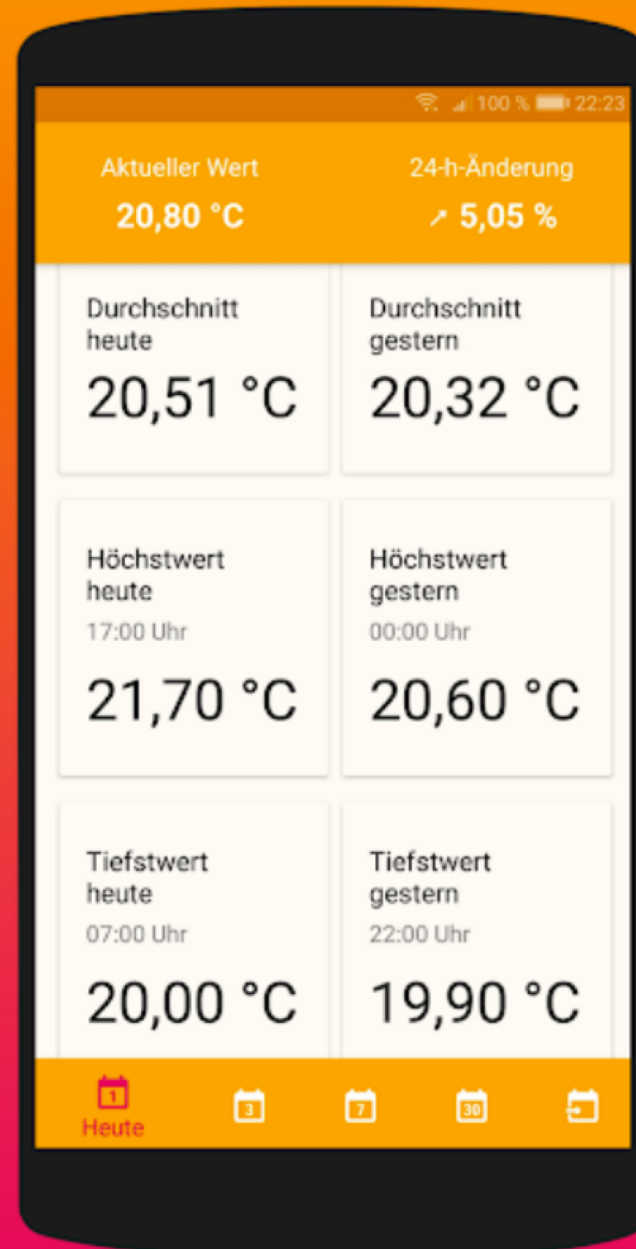 100 % 22:23
Aktueller Wert
24-h-Änderung
20,80 °C
↗ 5,05 %
Durchschnitt
heute
20,51 °C
Durchschnitt
gestern
20,32 °C
Höchstwert
heute
17:00 Uhr
21,70 °C
Höchstwert
gestern
00:00 Uhr
20,60 °C
Tiefstwert
heute
07:00 Uhr
20,00 °C
Tiefstwert
gestern
22:00 Uhr
19,90 °C
1 3 7 30
Heute